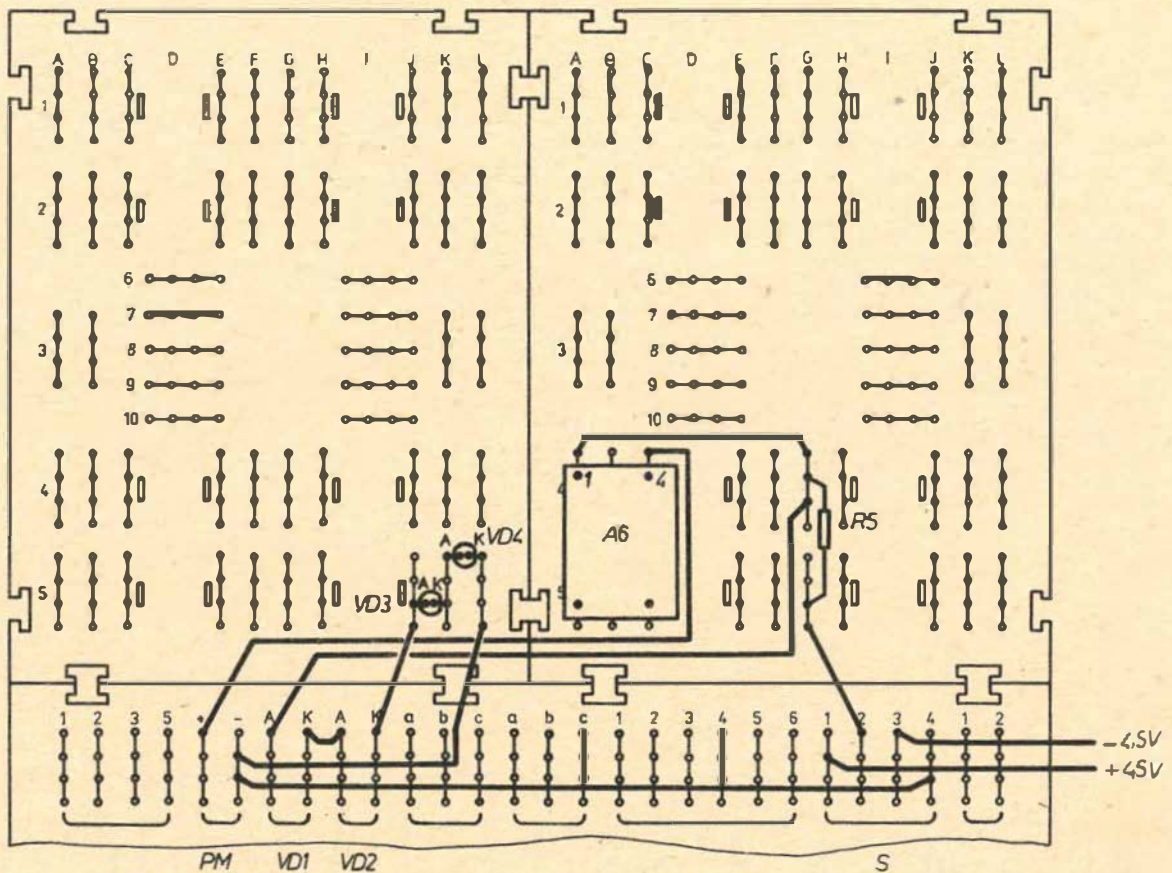 A B C D E F G H I J K L A B C D E F G H I J K L
1 1
2 2
6 6
7 7
3 8 3 8
9 9
10 10
4 4 1 4
A6 R5
A K VD4
5 VD3 A K 5
1 2 3 5 + - A K A K a b c a b c 1 2 3 4 5 6 1 2 3 4 1 2
-4,5V
+4,5V
PM VD1 VD2 S